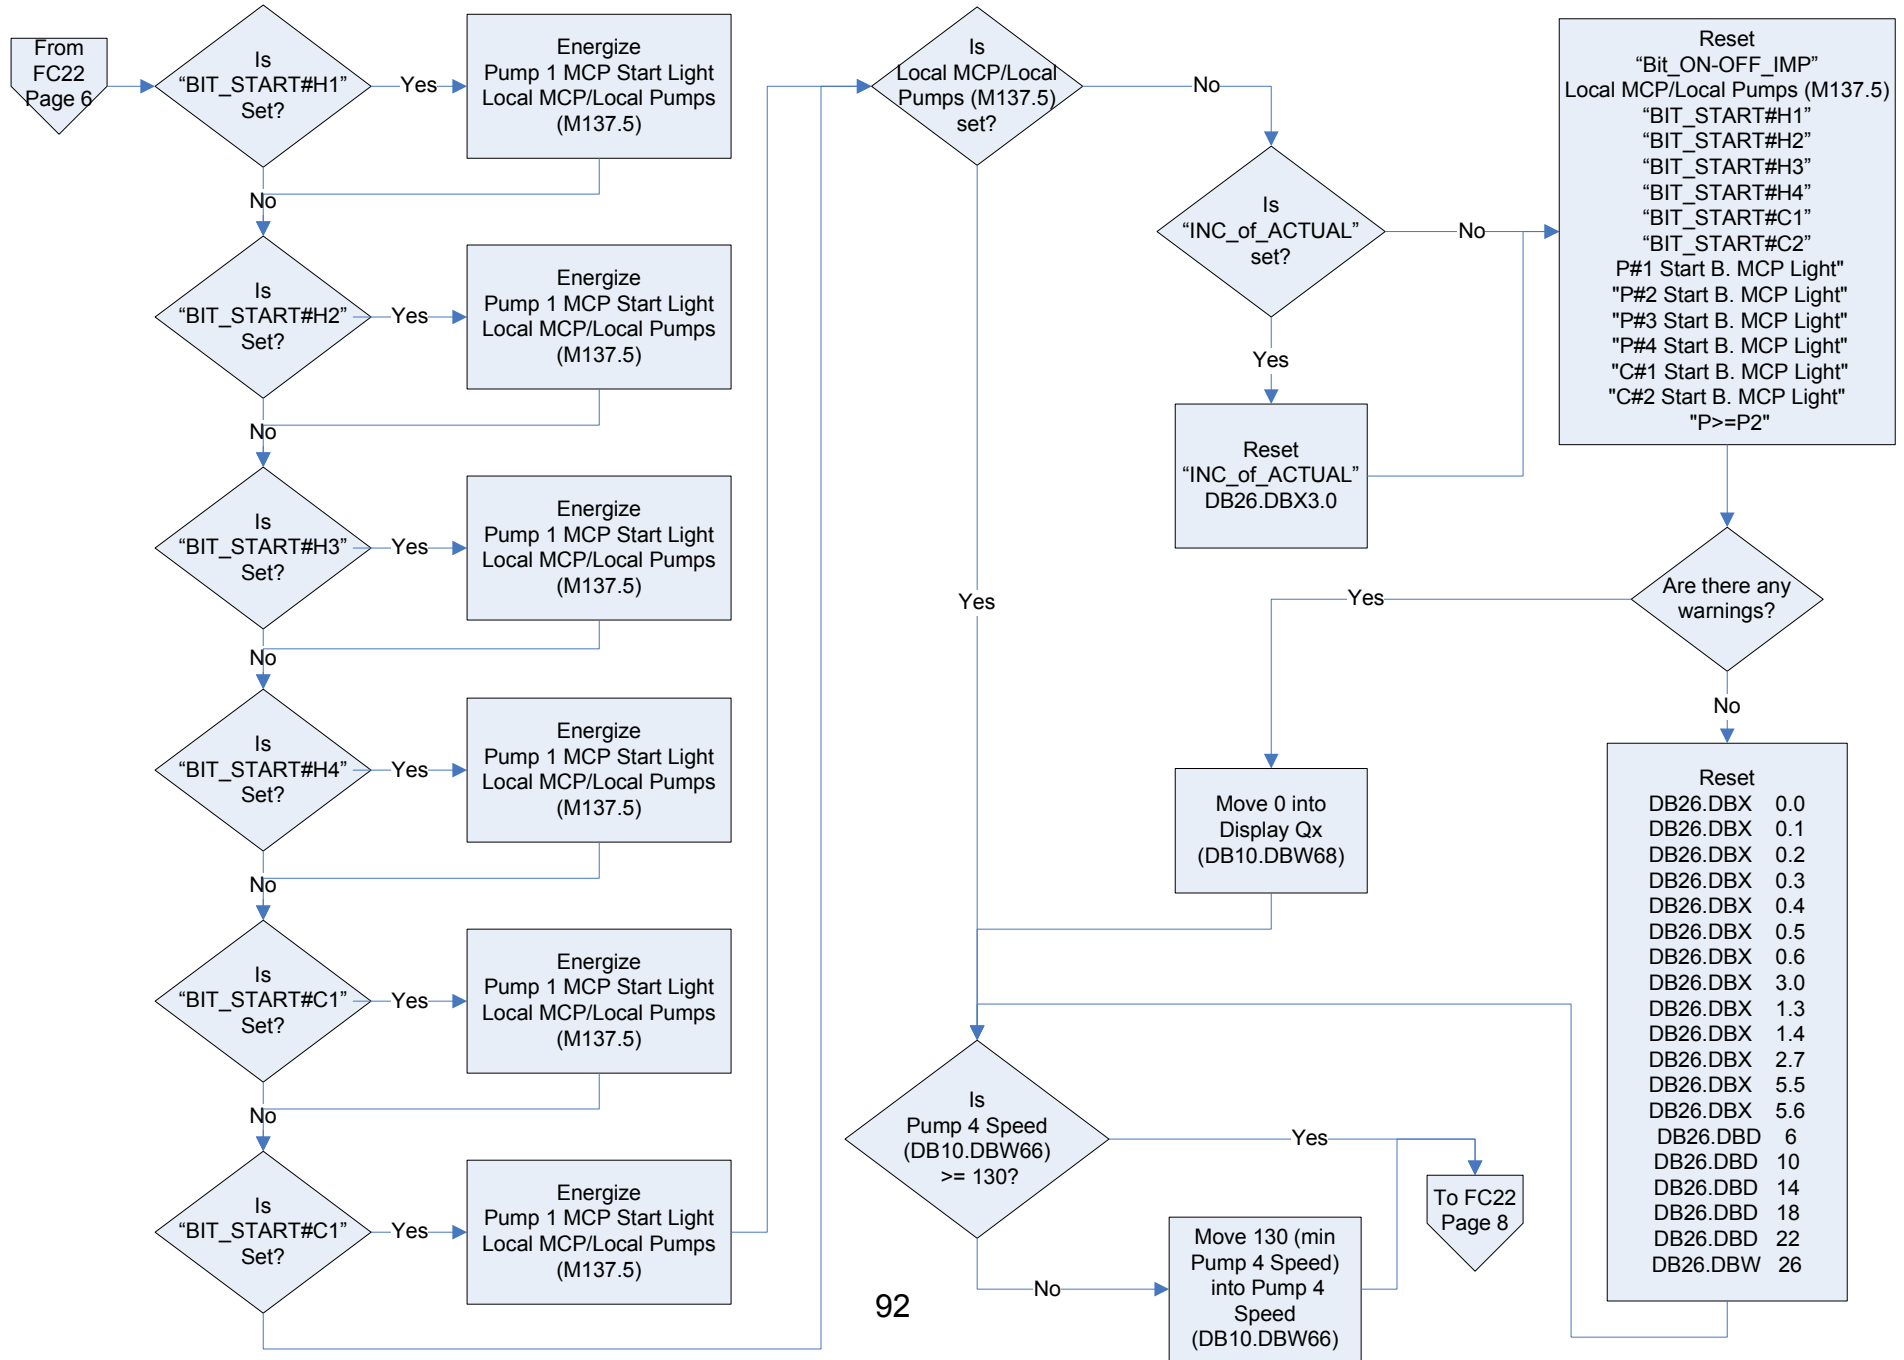 From
FC22
Page 6
Is
“BIT_START#H1”
Set?
Yes
Energize
Pump 1 MCP Start Light
Local MCP/Local Pumps
(M137.5)
No
Is
“BIT_START#H2”
Set?
Yes
Energize
Pump 1 MCP Start Light
Local MCP/Local Pumps
(M137.5)
No
Is
“BIT_START#H3”
Set?
Yes
Energize
Pump 1 MCP Start Light
Local MCP/Local Pumps
(M137.5)
No
Is
“BIT_START#H4”
Set?
Yes
Energize
Pump 1 MCP Start Light
Local MCP/Local Pumps
(M137.5)
No
Is
“BIT_START#C1”
Set?
Yes
Energize
Pump 1 MCP Start Light
Local MCP/Local Pumps
(M137.5)
No
Is
“BIT_START#C1”
Set?
Yes
Energize
Pump 1 MCP Start Light
Local MCP/Local Pumps
(M137.5)
Is
Local MCP/Local
Pumps (M137.5)
set?
No
Yes
Is
“INC_of_ACTUAL”
set?
No
Yes
Reset
“INC_of_ACTUAL”
DB26.DBX3.0
Reset
“Bit_ON-OFF_IMP”
Local MCP/Local Pumps (M137.5)
“BIT_START#H1”
“BIT_START#H2”
“BIT_START#H3”
“BIT_START#H4”
“BIT_START#C1”
“BIT_START#C2”
P#1 Start B. MCP Light"
"P#2 Start B. MCP Light"
"P#3 Start B. MCP Light"
"P#4 Start B. MCP Light"
"C#1 Start B. MCP Light"
"C#2 Start B. MCP Light"
"P>=P2"
Are there any
warnings?
Yes
No
Move 0 into
Display Qx
(DB10.DBW68)
Reset
DB26.DBX 0.0
DB26.DBX 0.1
DB26.DBX 0.2
DB26.DBX 0.3
DB26.DBX 0.4
DB26.DBX 0.5
DB26.DBX 0.6
DB26.DBX 3.0
DB26.DBX 1.3
DB26.DBX 1.4
DB26.DBX 2.7
DB26.DBX 5.5
DB26.DBX 5.6
DB26.DBD 6
DB26.DBD 10
DB26.DBD 14
DB26.DBD 18
DB26.DBD 22
DB26.DBW 26
Is
Pump 4 Speed
(DB10.DBW66)
>= 130?
Yes
No
Move 130 (min
Pump 4 Speed)
into Pump 4
Speed
(DB10.DBW66)
To FC22
Page 8
92